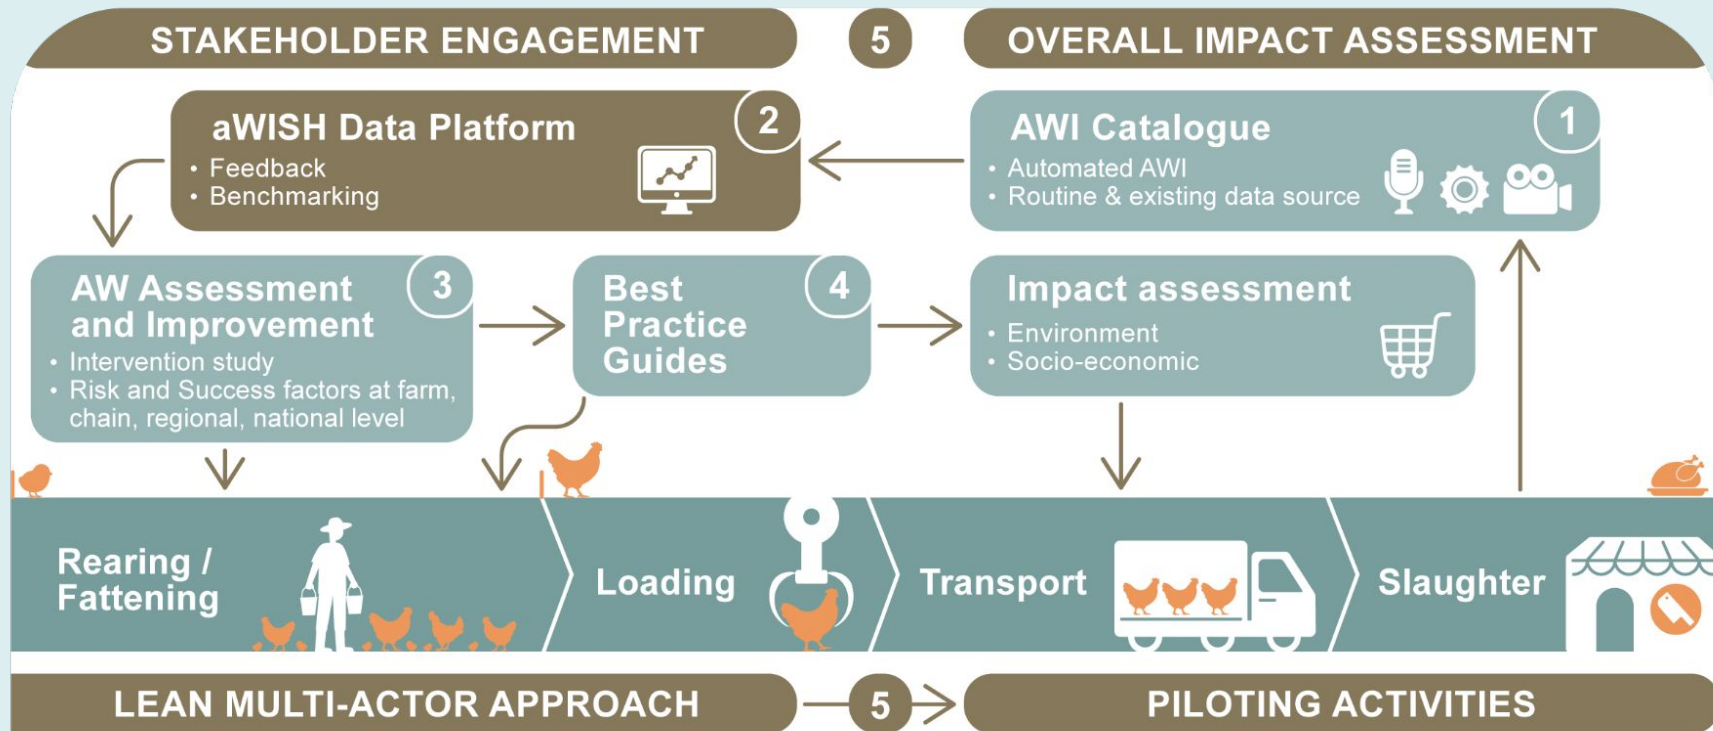 STAKEHOLDER ENGAGEMENT
5
OVERALL IMPACT ASSESSMENT
aWISH Data Platform
2
• Feedback
• Benchmarking
AWI Catalogue
1
• Automated AWI
• Routine & existing data source
AW Assessment
and Improvement
3
• Intervention study
• Risk and Success factors at farm,
chain, regional, national level
Best
Practice
Guides
4
Impact assessment
• Environment
• Socio-economic
Rearing /
Fattening
Loading
Transport
Slaughter
LEAN MULTI-ACTOR APPROACH
5
PILOTING ACTIVITIES